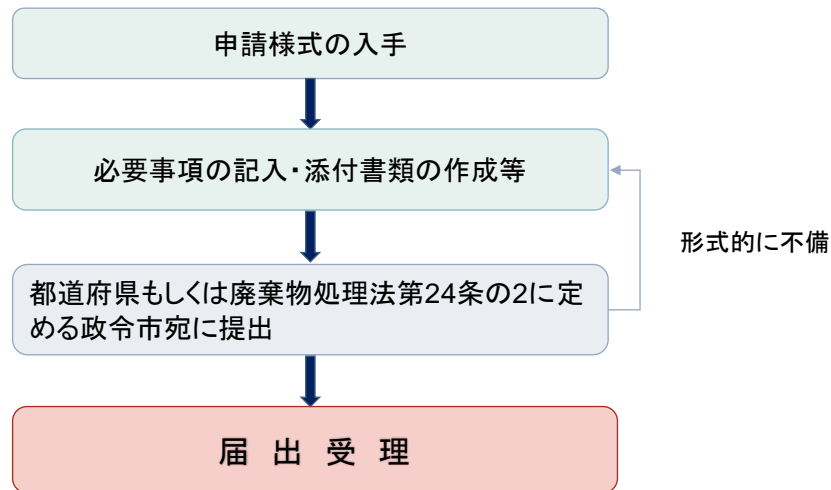 申請様式の入手
必要事項の記入・添付書類の作成等
形式的に不備
都道府県もしくは廃棄物処理法第24条の2に定
める政令市宛に提出
届 出 受 理